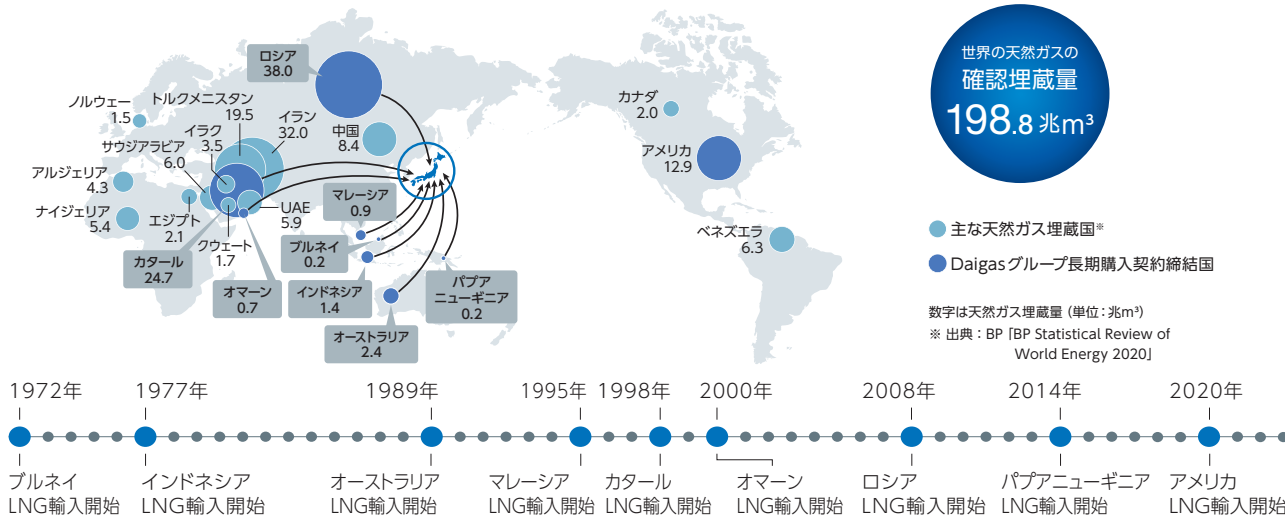 ロシア
38.0
ノルウェー
1.5
トルクメニスタン
19.5
イラン
32.0
イラク
3.5
サウジアラビア
6.0
中国
8.4
アルジェリア
4.3
ナイジェリア
5.4
エジプト
2.1
クウェート
1.7
UAE
5.9
カタール
24.7
オマーン
0.7
マレーシア
0.9
ブルネイ
0.2
インドネシア
1.4
オーストラリア
2.4
パプア
ニューギニア
0.2
カナダ
2.0
アメリカ
12.9
ベネズエラ
6.3
世界の天然ガスの
確認埋蔵量
198.8 兆m³
主な天然ガス埋蔵国※
Daigasグループ長期購入契約締結国
数字は天然ガス埋蔵量 (単位:兆m³)
※ 出典:BP「BP Statistical Review of
World Energy 2020」
1972年
1977年
1989年
1995年
1998年
2000年
2008年
2014年
2020年
ブルネイ
LNG輸入開始
インドネシア
LNG輸入開始
オーストラリア
LNG輸入開始
マレーシア
LNG輸入開始
カタール
LNG輸入開始
オマーン
LNG輸入開始
ロシア
LNG輸入開始
パプアニューギニア
LNG輸入開始
アメリカ
LNG輸入開始